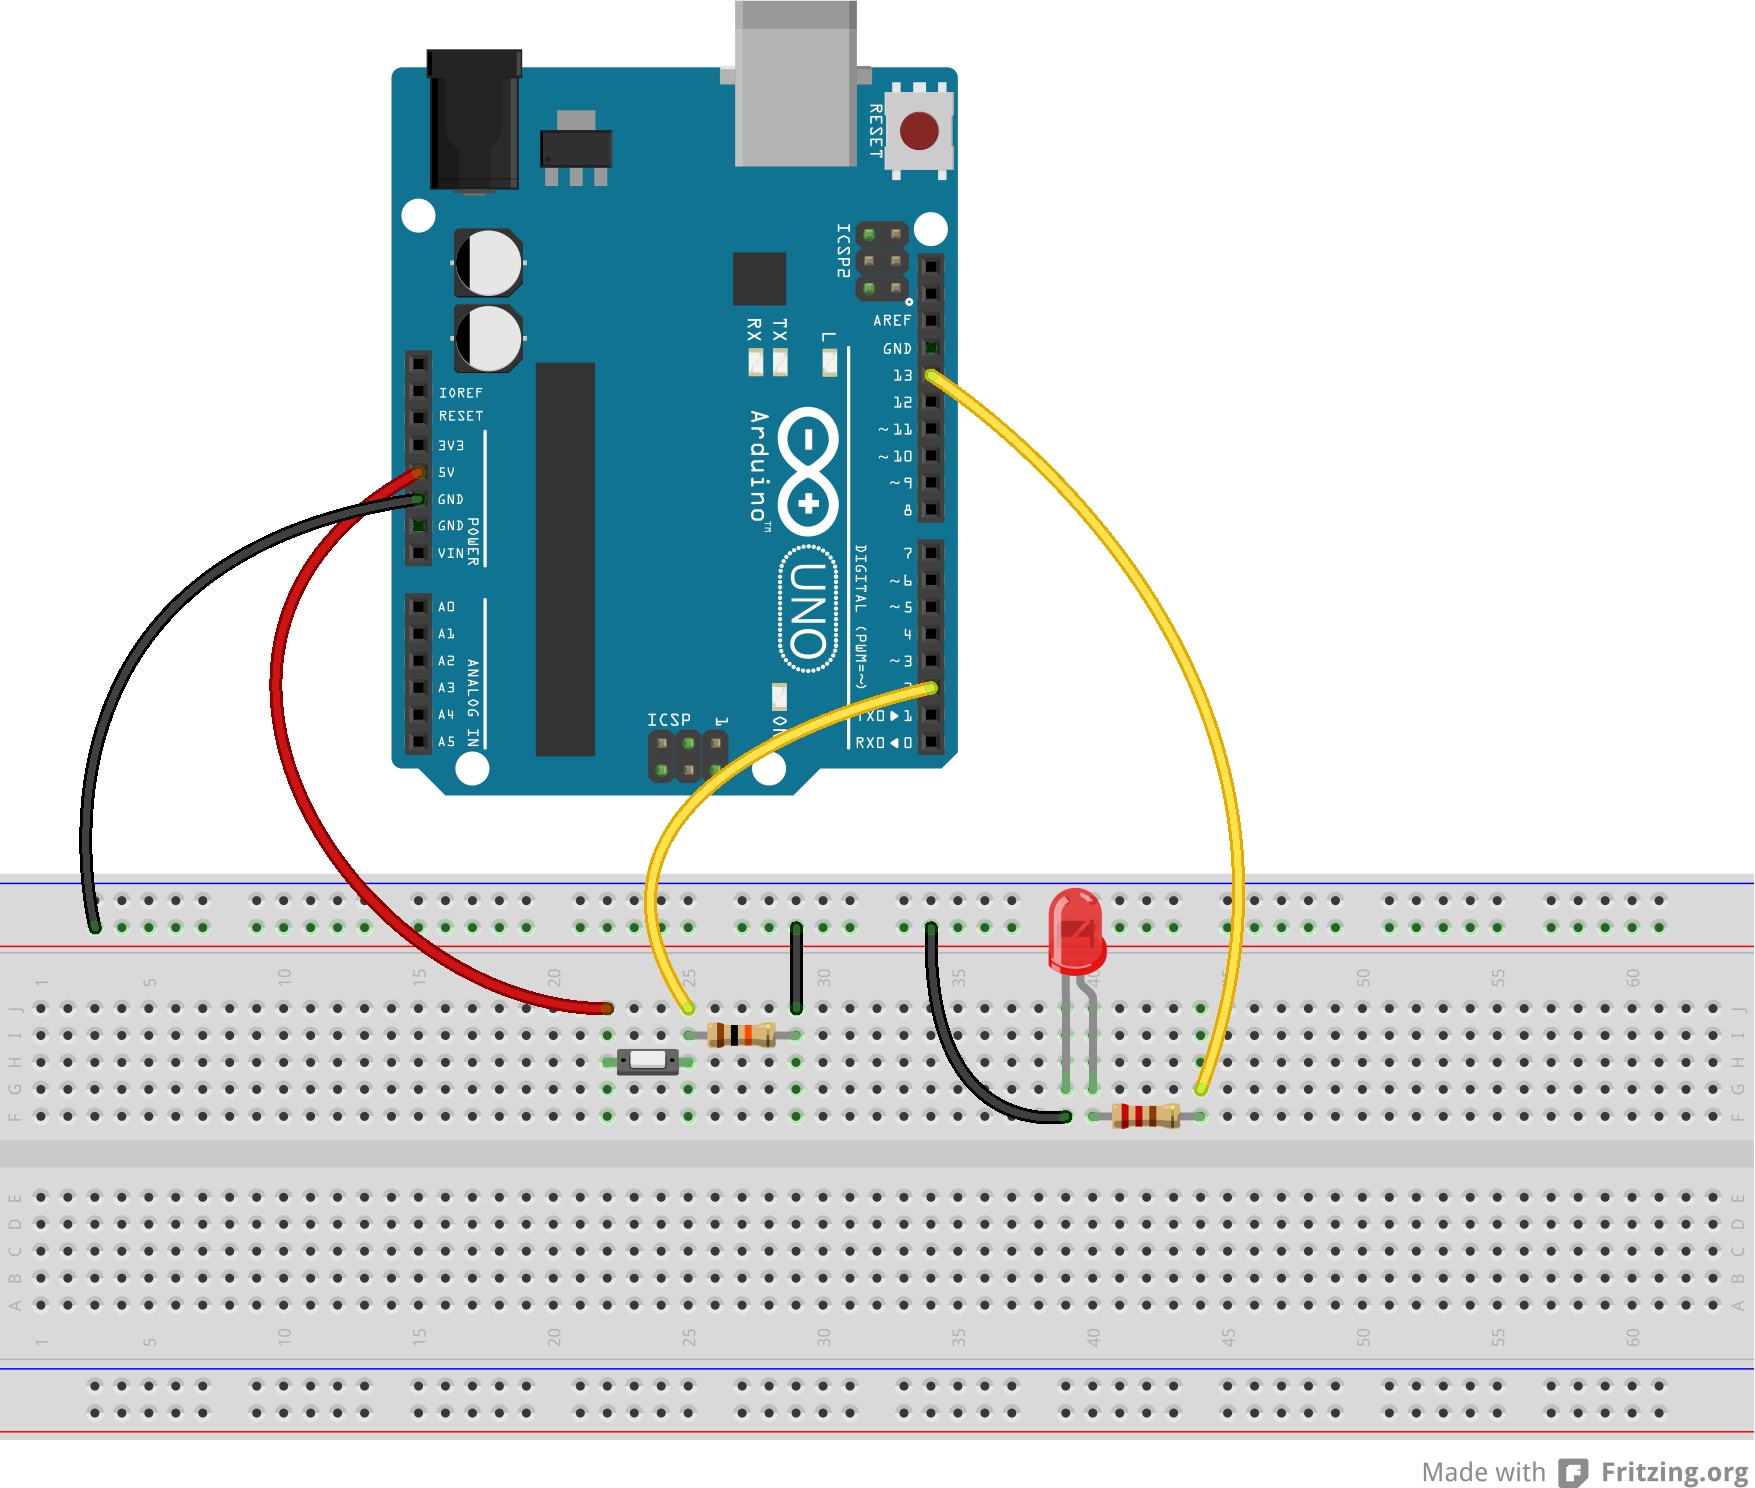 RESET
ICSP2
AREF
GND
13
12
~11
~10
~9
8
7
~6
~5
4
~3
TX0▶1
RX0◀0
RX
TX
L
IOREF
RESET
3V3
5V
GND
GND
VIN
POWER
A0
A1
A2
A3
A4
A5
ANALOG IN
Arduino™
UNO
DIGITAL (PWM=~)
ICSP
1
ON
1 5 10 15 20 25 30 35 40 45 50 55 60
J J
I I
H H
G G
F F
E E
D D
C C
B B
A A
1 5 10 15 20 25 30 35 40 45 50 55 60
Made with Fritzing.org